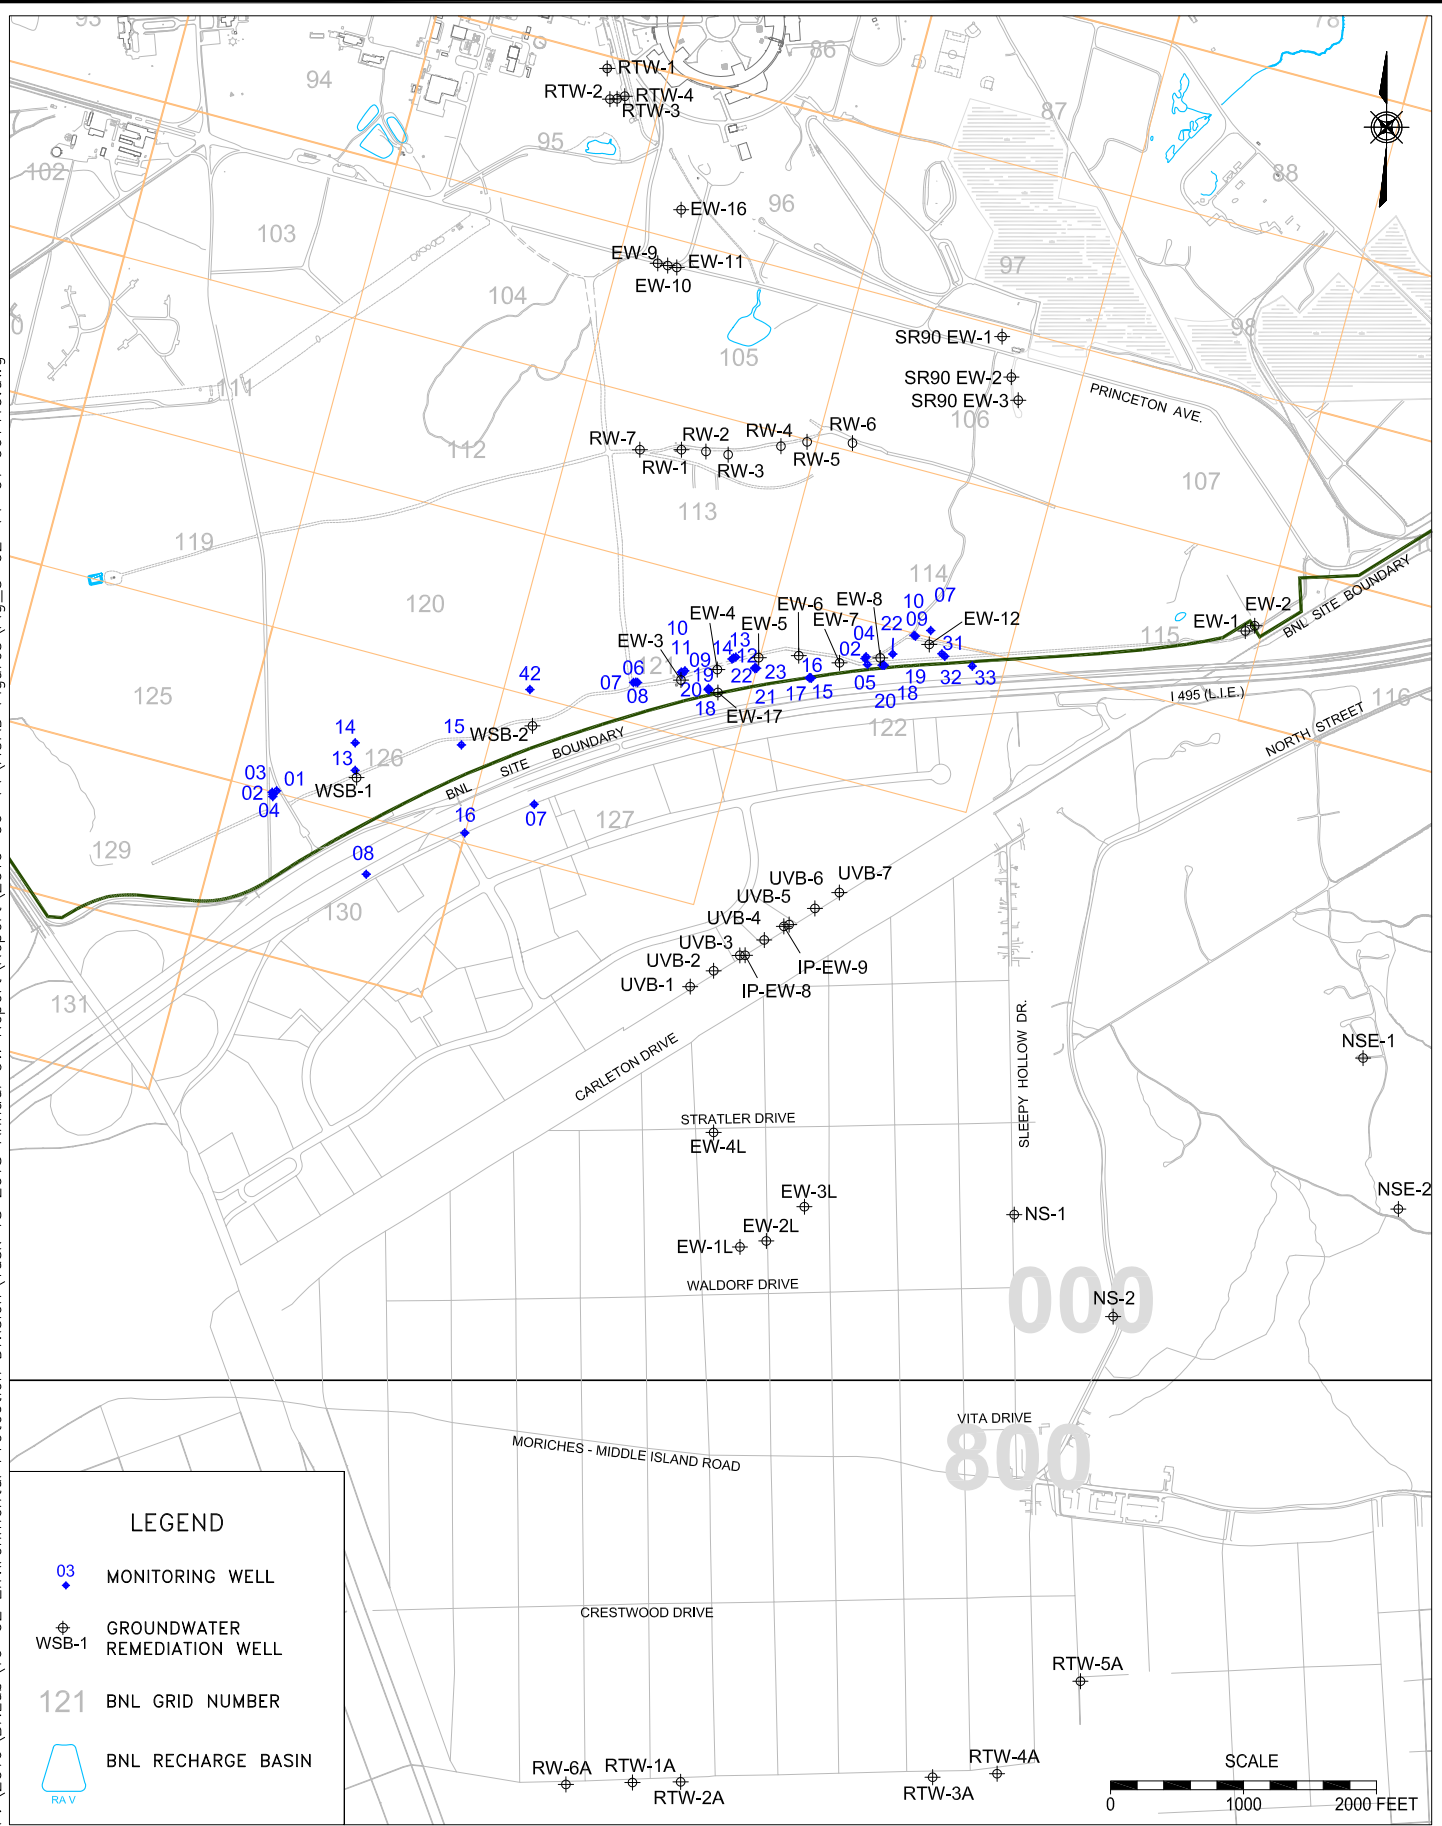 93
94
86
78
87
RTW-1
RTW-2
RTW-4
RTW-3
95
88
102
EW-16
96
103
EW-9
EW-11
EW-10
97
104
98
SR90 EW-1
105
SR90 EW-2
111
SR90 EW-3
PRINCETON AVE.
106
RW-7
RW-2
RW-4
RW-6
112
RW-1
RW-3
RW-5
107
113
119
114
120
10
07
EW-8
22
09
EW-2
EW-6
EW-4
EW-5
EW-7
04
EW-12
EW-1
115
BNL SITE BOUNDARY
10
13
14
12
02
31
EW-3
11
09
06
42
07
08
19
20
22
23
16
05
19
32
33
125
18
21
17
15
18
20
I 495 (L.I.E.)
116
EW-17
NORTH STREET
14
15
WSB-2
122
126
BNL SITE BOUNDARY
03
01
13
02
WSB-1
04
16
07
127
129
08
130
UVB-7
UVB-6
UVB-5
UVB-4
UVB-3
UVB-2
IP-EW-9
UVB-1
IP-EW-8
131
SLEEPY HOLLOW DR.
NSE-1
CARLETON DRIVE
STRATLER DRIVE
EW-4L
NSE-2
EW-3L
NS-1
EW-2L
EW-1L
WALDORF DRIVE
000
NS-2
VITA DRIVE
MORICHES - MIDDLE ISLAND ROAD
800
LEGEND
03
MONITORING WELL
WSB-1
GROUNDWATER
REMEDIATION WELL
121
BNL GRID NUMBER
BNL RECHARGE BASIN
RA V
CRESTWOOD DRIVE
RTW-5A
RW-6A
RTW-1A
RTW-2A
RTW-3A
RTW-4A
SCALE
0
1000
2000 FEET